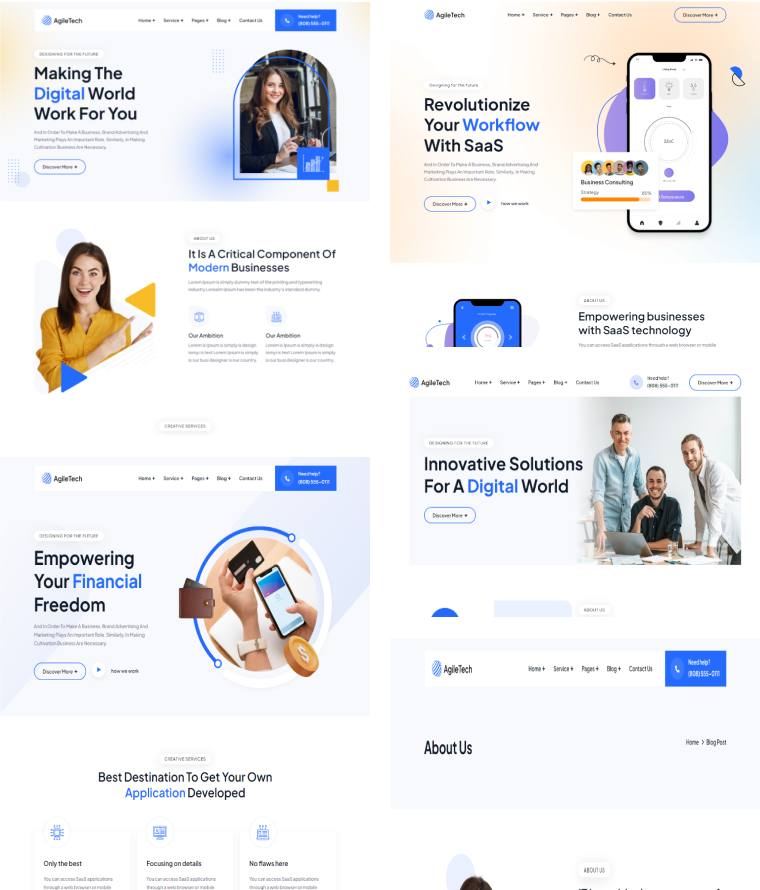 AgileTech
Home + Service + Pages + Blog + Contact Us
Need help?
(808) 555-0111
DESIGNING FOR THE FUTURE
Making The
Digital World
Work For You
And In Order To Make A Business, Brand Advertising And
Marketing Plays An Important Role. Similarly, In Making
Cultivation Business Are Necessary.
Discover More +
ABOUT US
It Is A Critical Component Of
Modern Businesses
Lorem Ipsum is simply dummy text of the printing and typesetting
industry. Lorem Ipsum has been the industry's standard dummy.
Our Ambition
Lorem Is Ipsum is simply is design
iomy is text Lorem Ipsum is simply
is our busi designer is our country.
Our Ambition
Lorem Is Ipsum is simply is design
iomy is text Lorem Ipsum is simply
is our busi designer is our country.
CREATIVE SERVICES
AgileTech
Home + Service + Pages + Blog + Contact Us
Need help?
(808) 555-0111
DESIGNING FOR THE FUTURE
Empowering
Your Financial
Freedom
And In Order To Make A Business, Brand Advertising And
Marketing Plays An Important Role. Similarly, In Making
Cultivation Business Are Necessary.
Discover More +
how we work
CREATIVE SERVICES
Best Destination To Get Your Own
Application Developed
Only the best
You can access SaaS applications
through a web browser or mobile
Focusing on details
You can access SaaS applications
through a web browser or mobile
No flaws here
You can access SaaS applications
through a web browser or mobile
AgileTech
Home + Service + Pages + Blog + Contact Us
Discover More +
Designing for the future
Revolutionize
Your Workflow
With SaaS
And In Order To Make A Business, Brand Advertising And
Marketing Plays An Important Role. Similarly, In Making
Cultivation Business Are Necessary.
Discover More +
how we work
Business Consulting
Strategy
Temperature
ABOUT US
Empowering businesses
with SaaS technology
You can access SaaS applications through a web browser or mobile
AgileTech
Home + Service + Pages + Blog + Contact Us
Need help?
(808) 555-0111
Discover More +
DESIGNING FOR THE FUTURE
Innovative Solutions
For A Digital World
Discover More +
ABOUT US
AgileTech
Home + Service + Pages + Blog + Contact Us
Need help?
(808) 555-0111
About Us
Home > Blog Post
ABOUT US